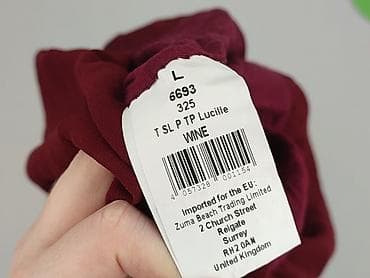 L
6693
325
T SL P TP Lucille
WINE
4 057328 001154
Imported for the EU:
Zuma Beach Trading Limited
2 Church Street
Reigate
Surrey
RH2 0AN
United Kingdom